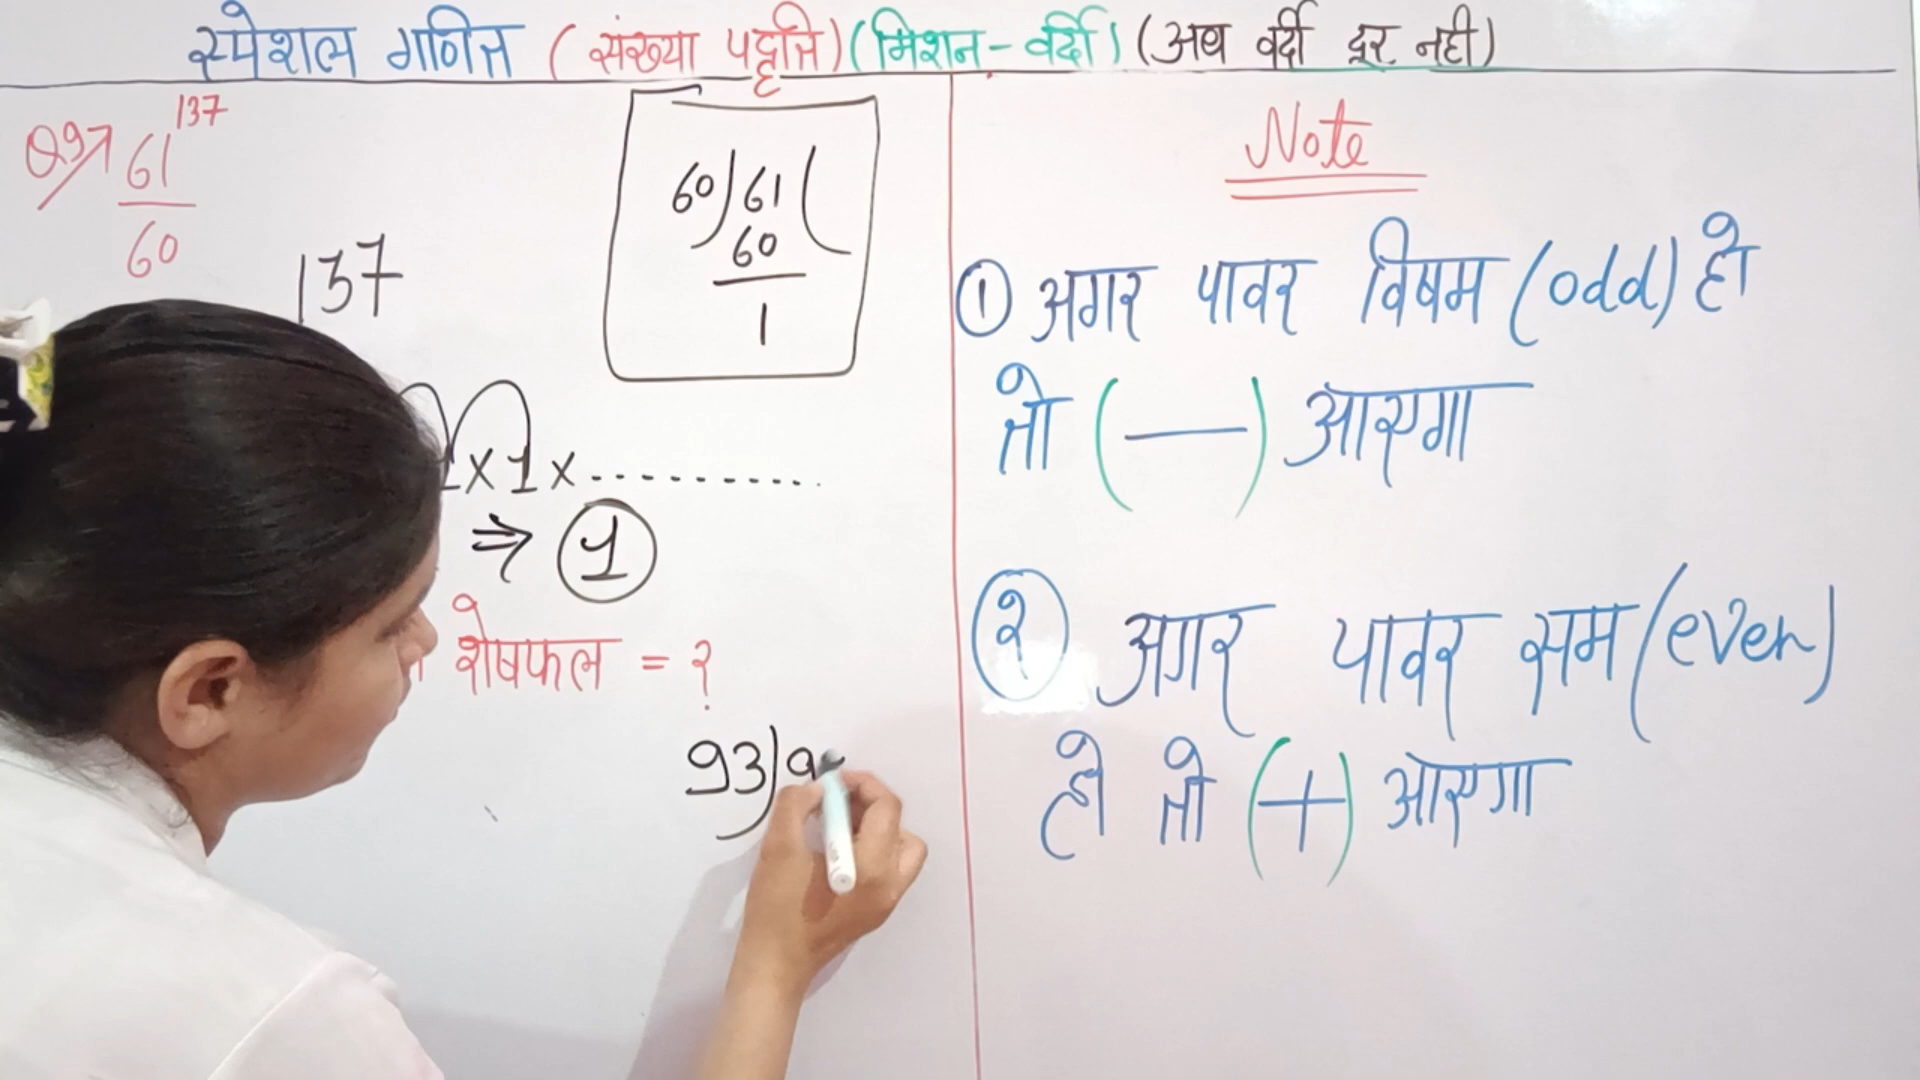 स्पेशल गणित (संख्या पद्धति) (मिशन-वर्दी) (अब वर्दी दूर नही)
Q9→ 61^137
60
137
60)61(
60
1
1x1x..........
⇒ 1
शेषफल = ?
93)9
Note
① अगर पावर विषम (odd) हो
तो (—) आएगा
② अगर पावर सम (even)
हो तो (+) आएगा